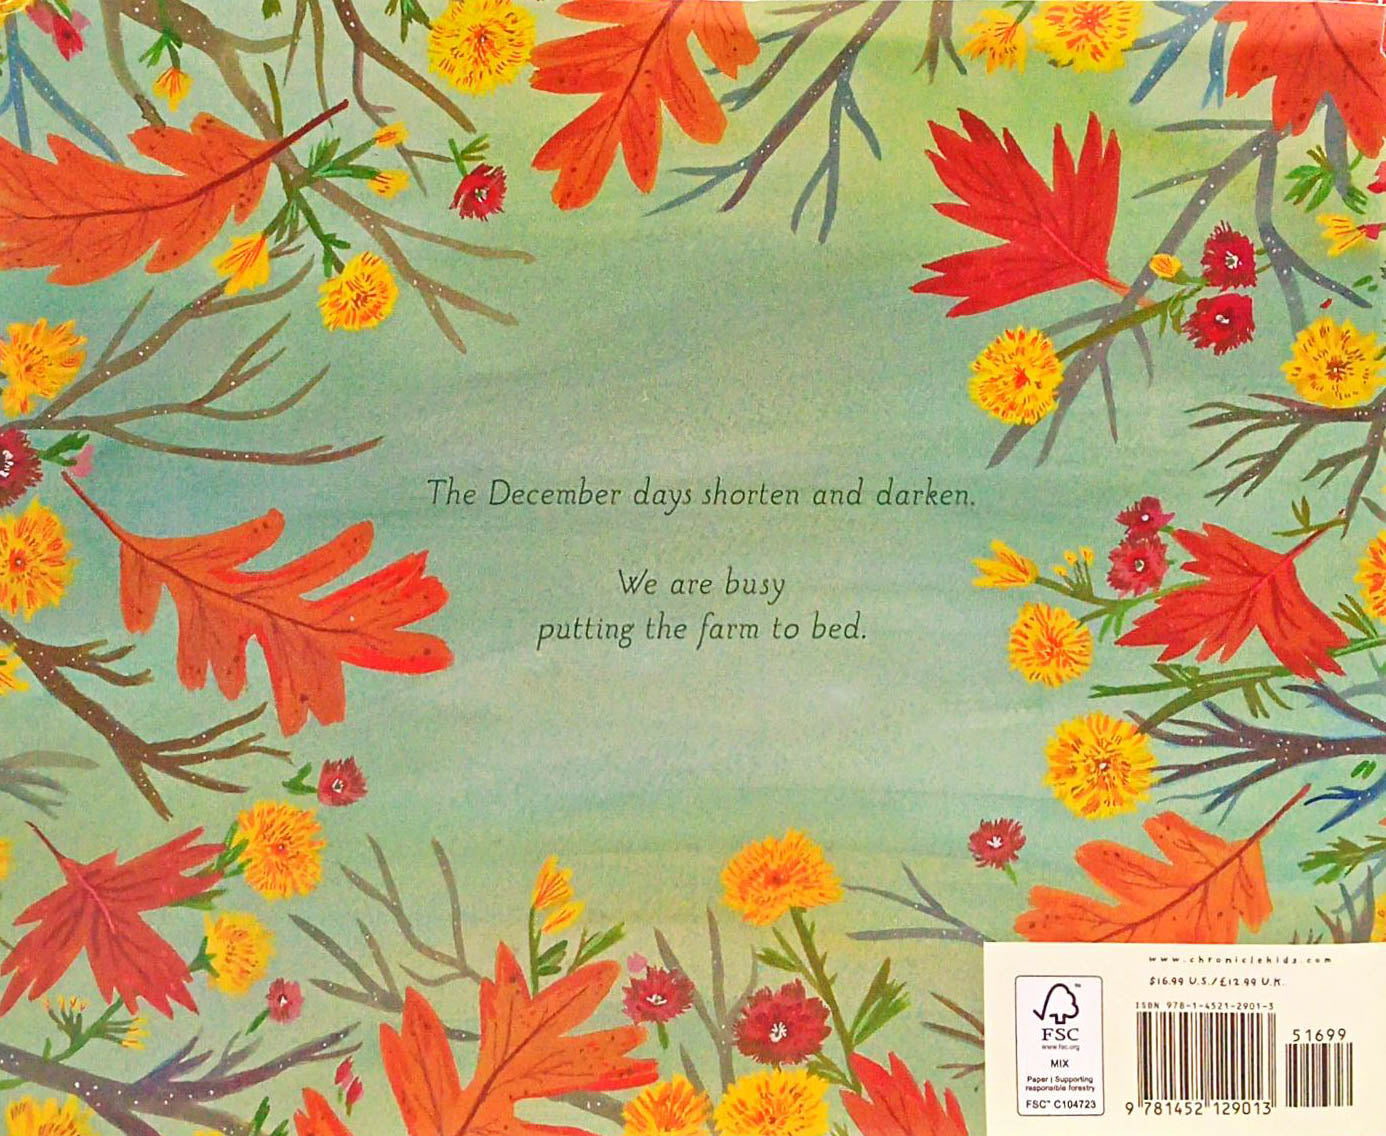 The December days shorten and darken.
We are busy
putting the farm to bed.
www.chroniclekids.com
$16.99 U.S./£12.99 U.K.
ISBN 978-1-4521-2901-3
51699
FSC
www.fsc.org
MIX
Paper | Supporting
responsible forestry
FSC™ C104723
9 781452 129013